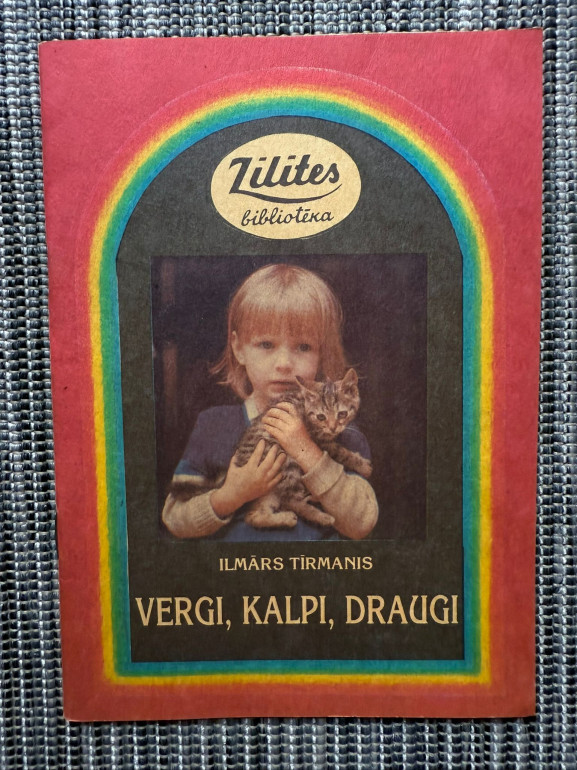 Zīlītes
bibliotēka
ILMĀRS TĪRMANIS
VERGI, KALPI, DRAUGI